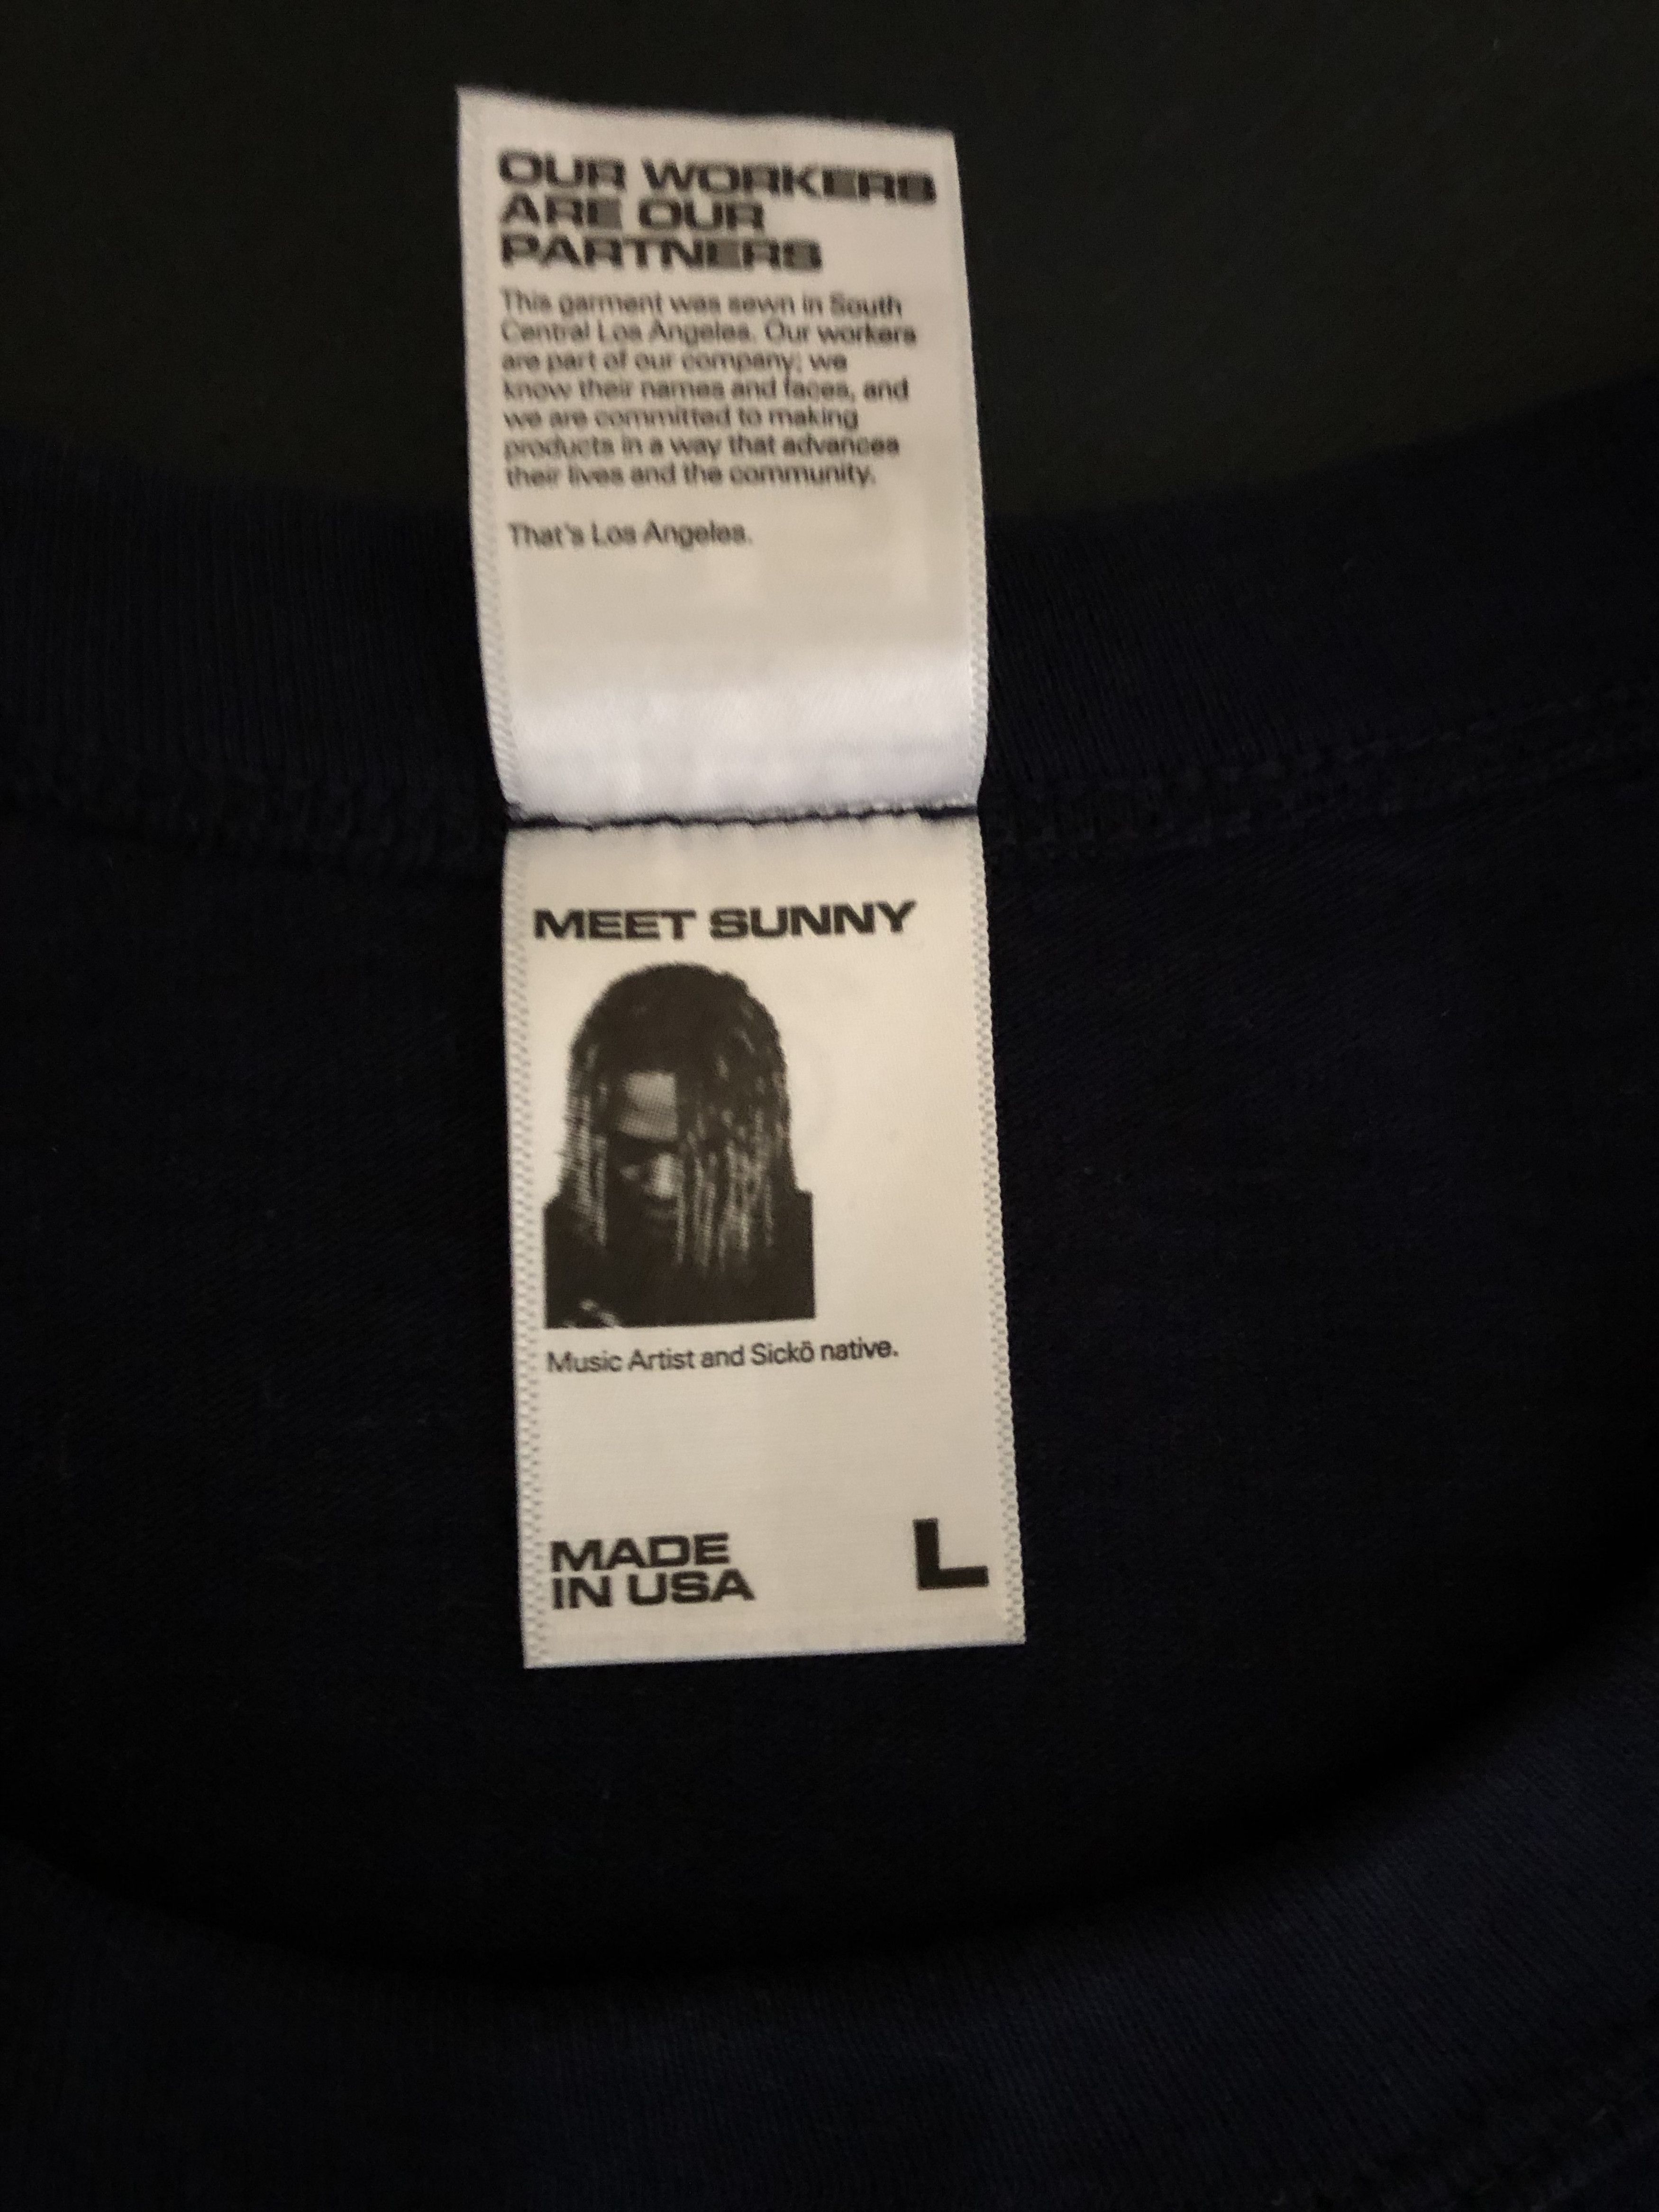 OUR WORKERS
ARE OUR
PARTNERS
This garment was sewn in South
Central Los Angeles. Our workers
are part of our company; we
know their names and faces, and
we are committed to making
products in a way that advances
their lives and the community.
That's Los Angeles.
MEET SUNNY
Music Artist and Sickö native.
MADE
IN USA
L